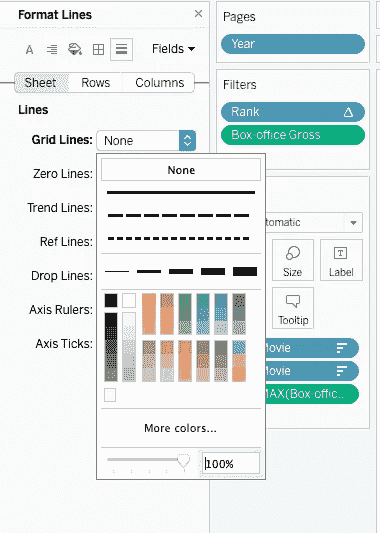 Format Lines
Pages
Year
A
Fields
Sheet
Rows
Columns
Lines
Filters
Rank
Box-office Gross
Grid Lines:
None
None
Zero Lines:
Trend Lines:
Ref Lines:
Drop Lines:
Axis Rulers:
Axis Ticks:
More colors...
100%
tomatic
Size
T
Label
Tooltip
Movie
Movie
MAX(Box-offic..